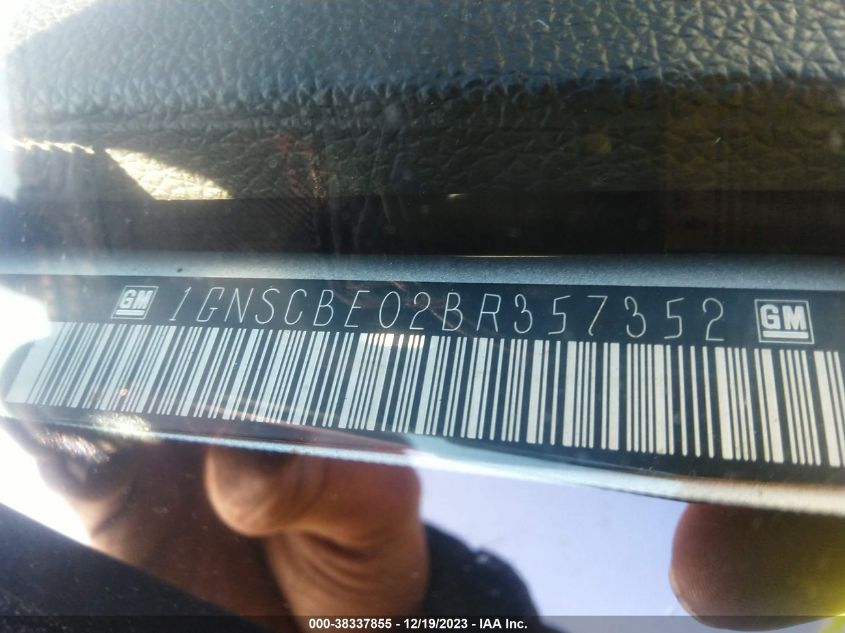 GM 1GNSCBE02BR357352 GM
000-38337855 - 12/19/2023 - IAA Inc.